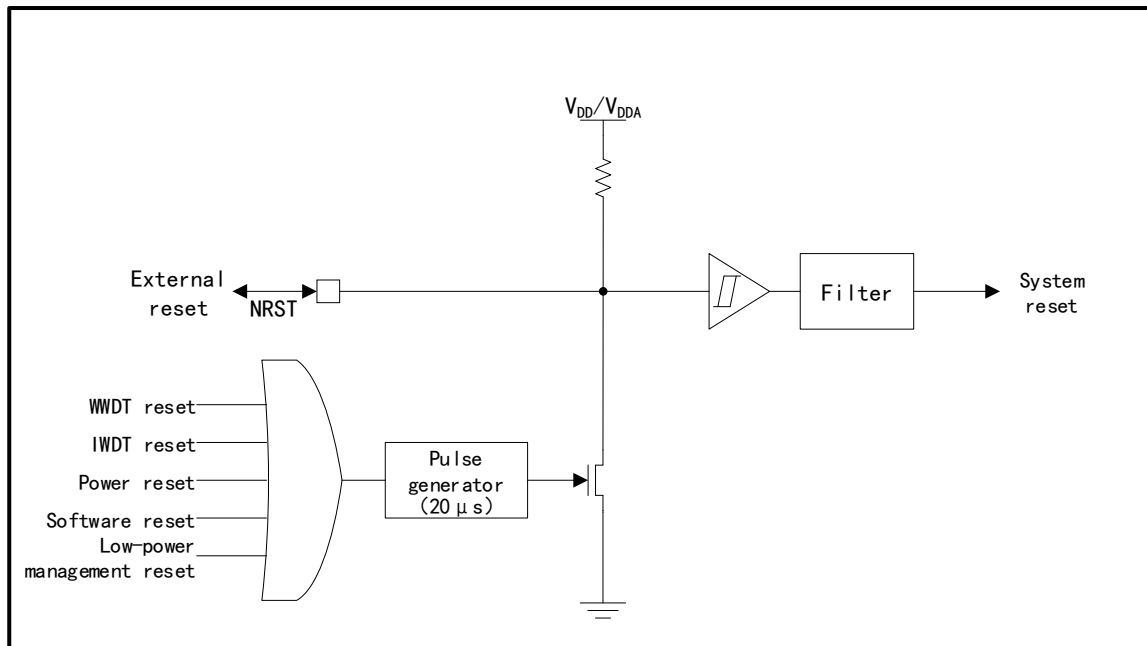 VDD/VDDA
External
reset
NRST
Filter
System
reset
WWDT reset
IWDT reset
Power reset
Software reset
Low-power
management reset
Pulse
generator
(20μs)